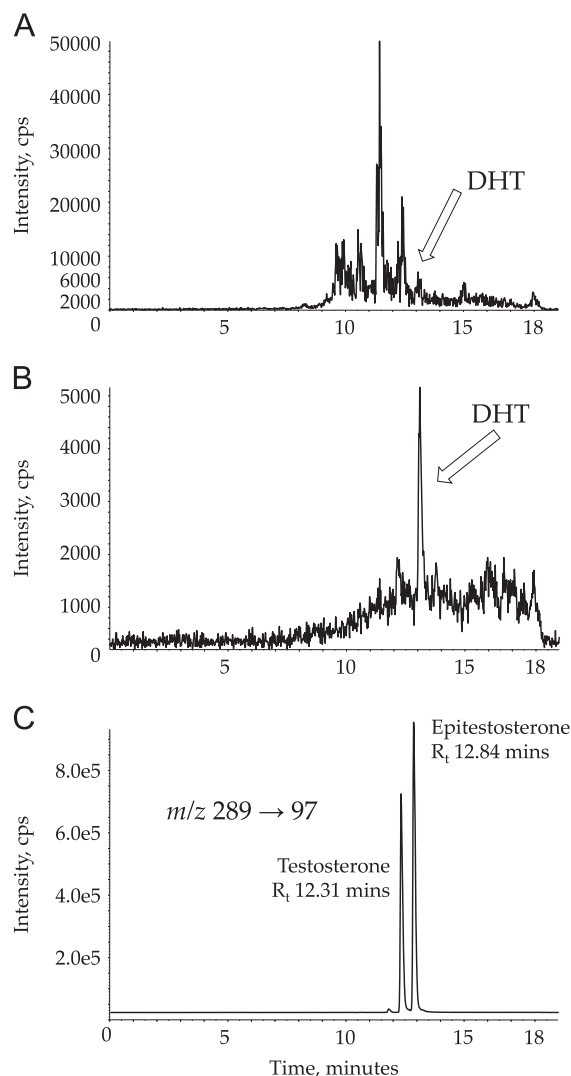 A
50000
40000
30000
20000
10000
6000
2000
0
Intensity, cps
DHT
5
10
15
18
B
5000
4000
3000
2000
1000
0
Intensity, cps
DHT
5
10
15
18
C
8.0e5
6.0e5
4.0e5
2.0e5
Intensity, cps
m/z 289 → 97
Epitestosterone
Rt 12.84 mins
Testosterone
Rt 12.31 mins
0
5
10
15
18
Time, minutes